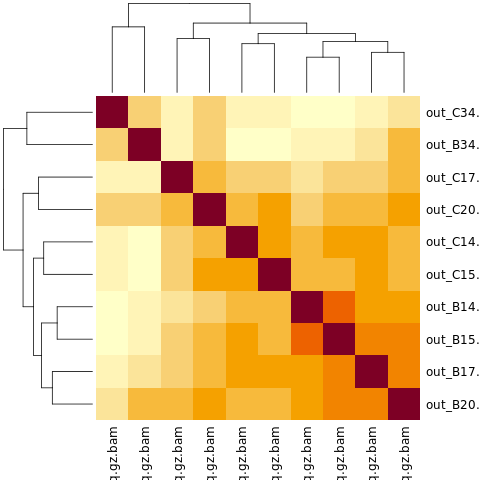 out_C34.
out_B34.
out_C17.
out_C20.
out_C14.
out_C15.
out_B14.
out_B15.
out_B17.
out_B20.
q.gz.bam
q.gz.bam
q.gz.bam
q.gz.bam
q.gz.bam
q.gz.bam
q.gz.bam
q.gz.bam
q.gz.bam
q.gz.bam